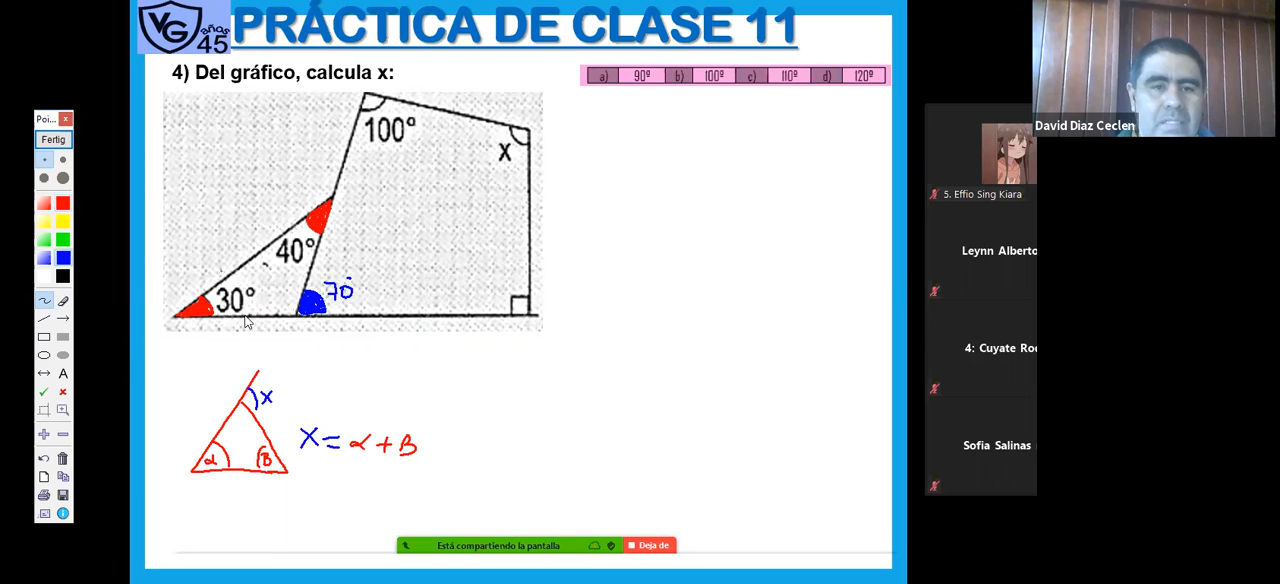 VG
años
45
PRÁCTICA DE CLASE 11
4) Del gráfico, calcula x:
a) 90º b) 100º c) 110º d) 120º
100°
x
40°
30°
70°
x
α
B
X = α + B
Poi...
Fertig
A
David Diaz Ceclen
5. Effio Sing Kiara
Leynn Alberto
4: Cuyate Ro
Sofia Salinas
Está compartiendo la pantalla
Deja de